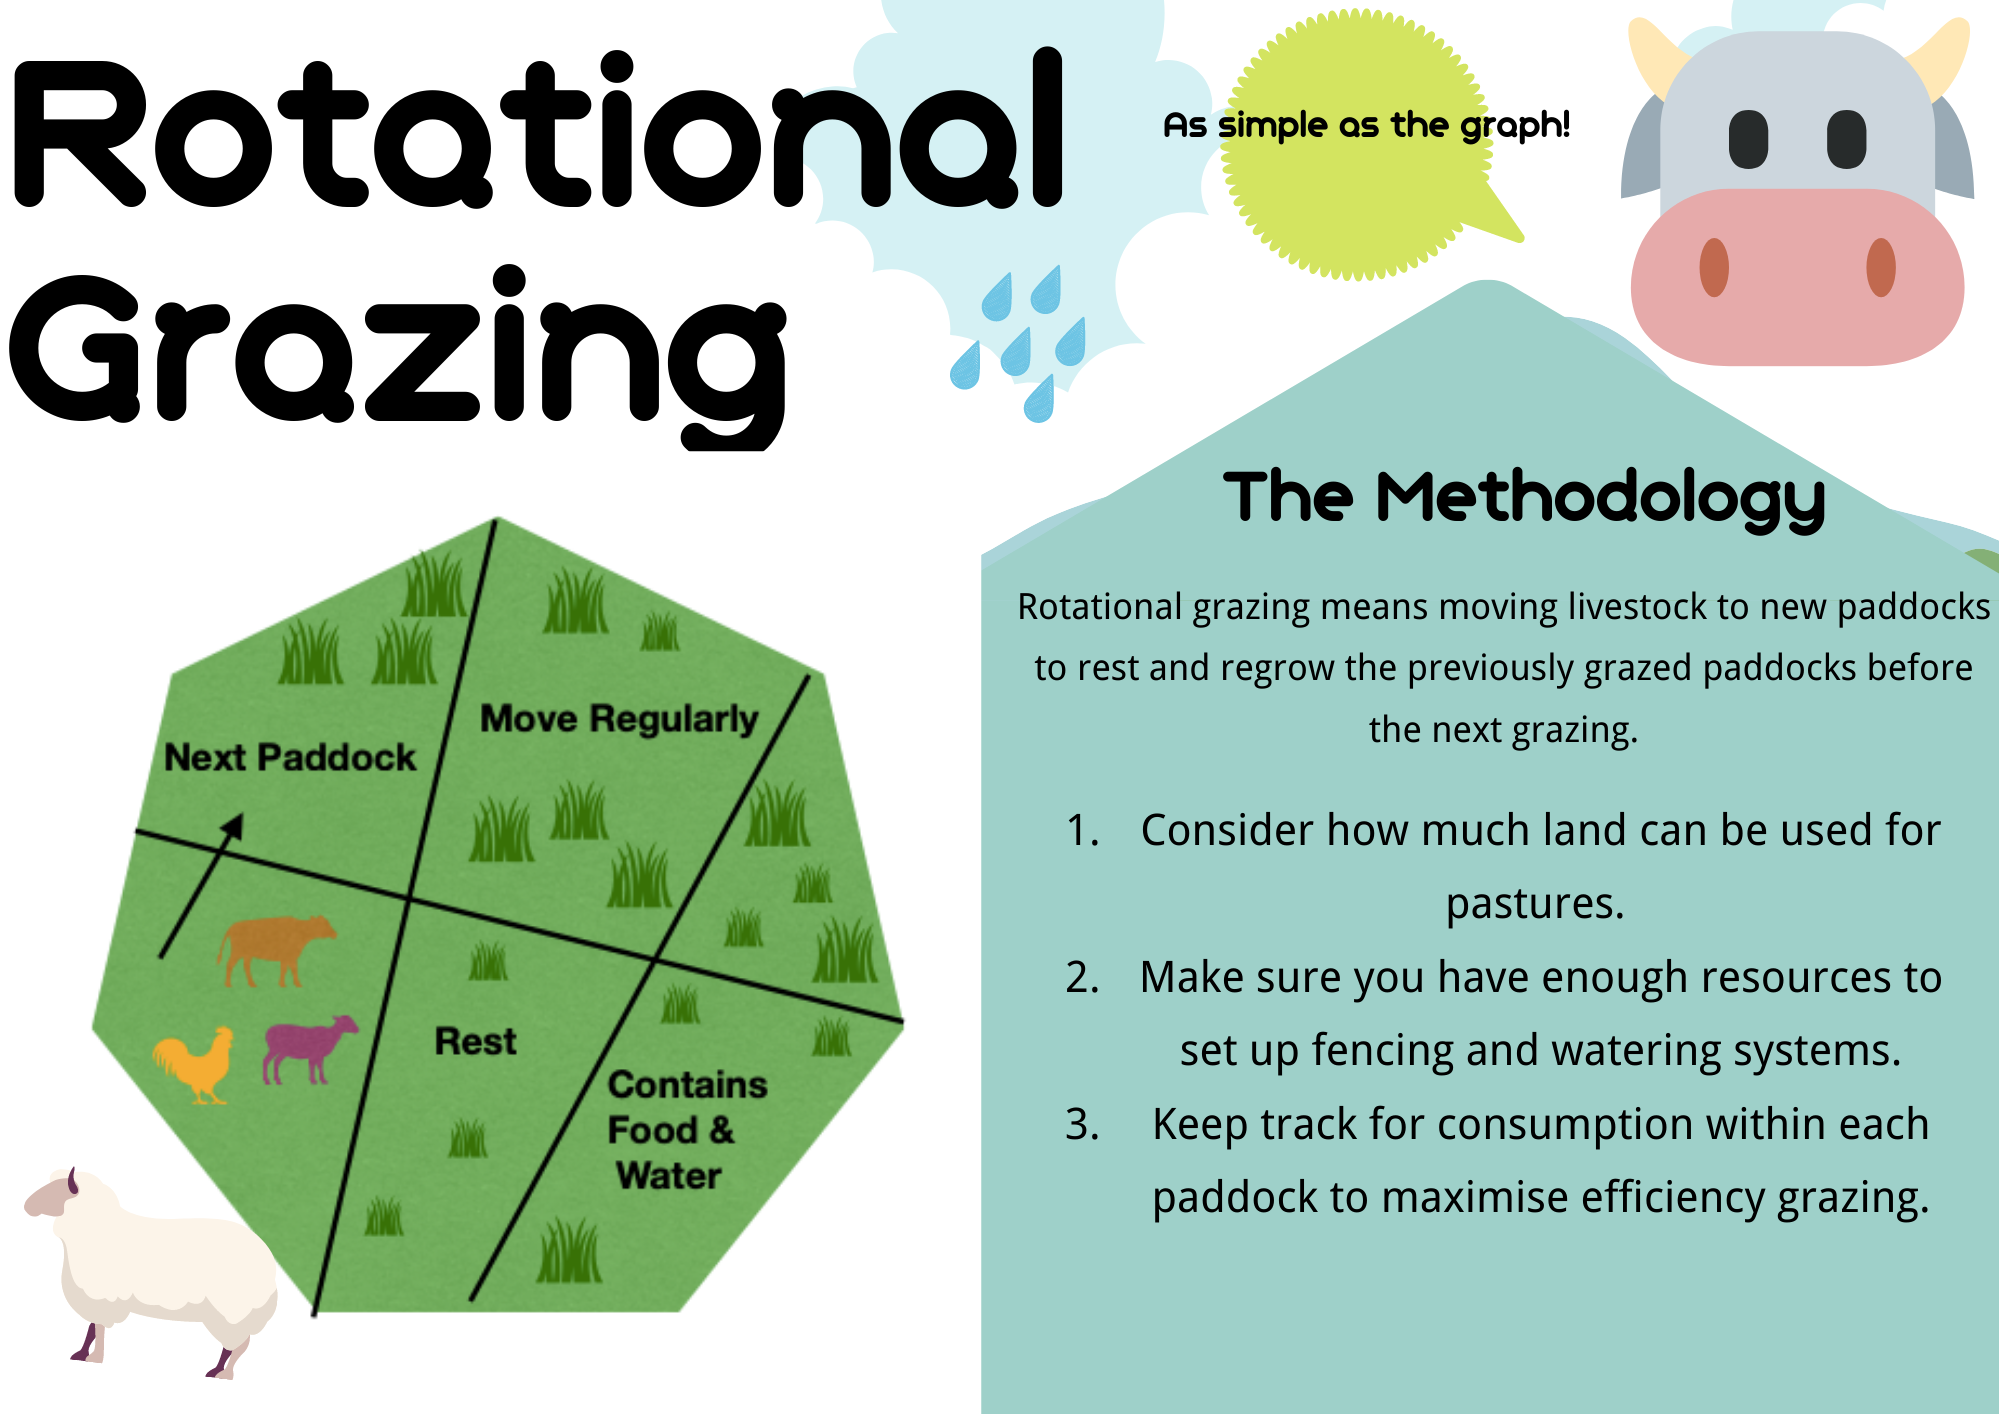 Rotational
Grazing
As simple as the graph!
Next Paddock
Move Regularly
Rest
Contains
Food &
Water
The Methodology
Rotational grazing means moving livestock to new paddocks
to rest and regrow the previously grazed paddocks before
the next grazing.
1. Consider how much land can be used for
pastures.
2. Make sure you have enough resources to
set up fencing and watering systems.
3. Keep track for consumption within each
paddock to maximise efficiency grazing.